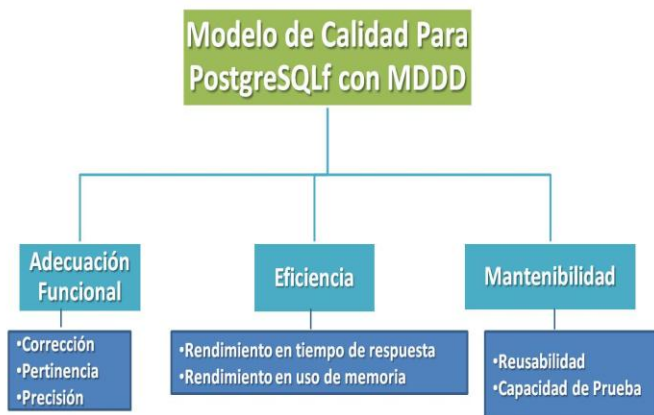 Modelo de Calidad Para
PostgreSQLf con MDDD
Adecuación
Funcional
•Corrección
•Pertinencia
•Precisión
Eficiencia
•Rendimiento en tiempo de respuesta
•Rendimiento en uso de memoria
Mantenibilidad
•Reusabilidad
•Capacidad de Prueba